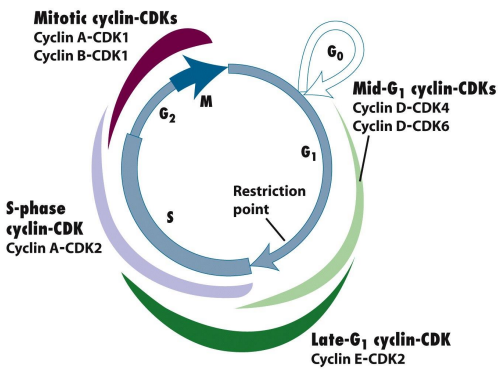 Mitotic cyclin-CDKs
Cyclin A-CDK1
Cyclin B-CDK1
G₀
Mid-G₁ cyclin-CDKs
Cyclin D-CDK4
Cyclin D-CDK6
M
G₂
G₁
Restriction
point
S
S-phase
cyclin-CDK
Cyclin A-CDK2
Late-G₁ cyclin-CDK
Cyclin E-CDK2